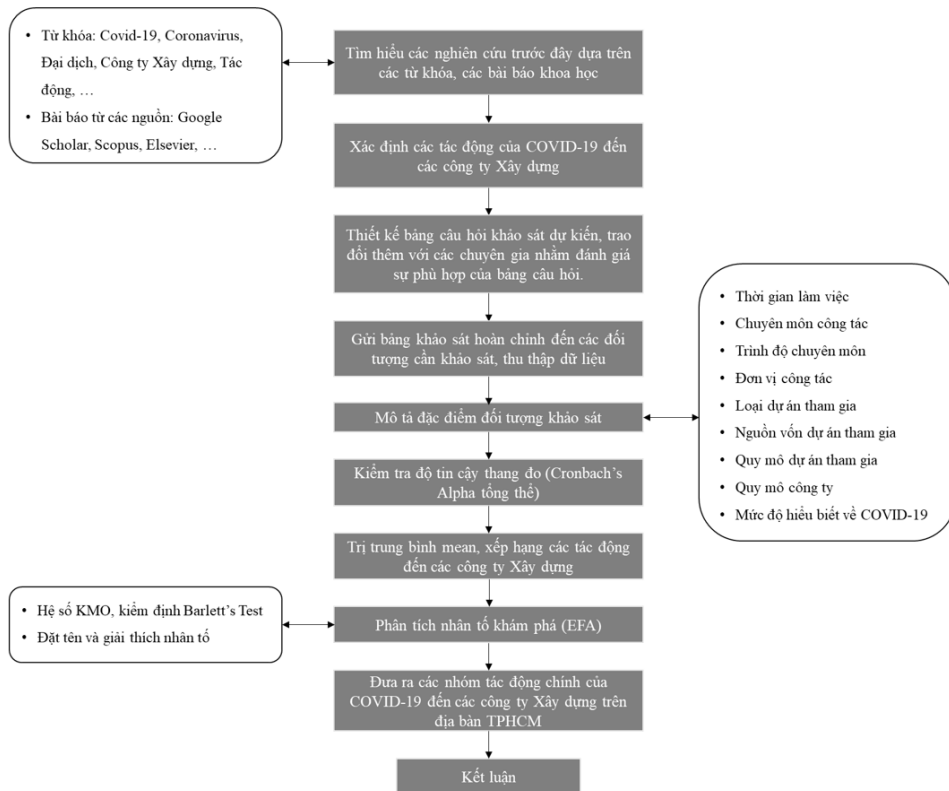 • Từ khóa: Covid-19, Coronavirus,
Đại dịch, Công ty Xây dựng, Tác
động, …
• Bài báo từ các nguồn: Google
Scholar, Scopus, Elsevier, …
Tìm hiểu các nghiên cứu trước đây dựa trên
các từ khóa, các bài báo khoa học
Xác định các tác động của COVID-19 đến
các công ty Xây dựng
Thiết kế bảng câu hỏi khảo sát dự kiến, trao
đổi thêm với các chuyên gia nhằm đánh giá
sự phù hợp của bảng câu hỏi.
Gửi bảng khảo sát hoàn chỉnh đến các đối
tượng cần khảo sát, thu thập dữ liệu
Mô tả đặc điểm đối tượng khảo sát
• Thời gian làm việc
• Chuyên môn công tác
• Trình độ chuyên môn
• Đơn vị công tác
• Loại dự án tham gia
• Nguồn vốn dự án tham gia
• Quy mô dự án tham gia
• Quy mô công ty
• Mức độ hiểu biết về COVID-19
Kiểm tra độ tin cậy thang đo (Cronbach’s
Alpha tổng thể)
Trị trung bình mean, xếp hạng các tác động
đến các công ty Xây dựng
• Hệ số KMO, kiểm định Barlett’s Test
• Đặt tên và giải thích nhân tố
Phân tích nhân tố khám phá (EFA)
Đưa ra các nhóm tác động chính của
COVID-19 đến các công ty Xây dựng trên
địa bàn TPHCM
Kết luận